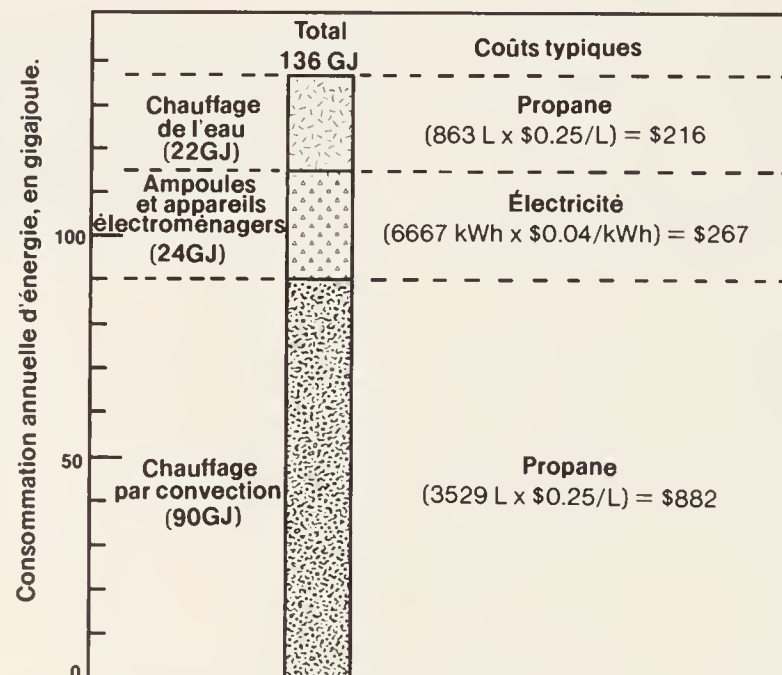 Consommation annuelle d'énergie, en gigajoule.
Total
136 GJ
Coûts typiques
Chauffage
de l'eau
(22GJ)
Propane
(863 L x $0.25/L) = $216
Ampoules
et appareils
électroménagers
(24GJ)
Électricité
(6667 kWh x $0.04/kWh) = $267
100
50
Chauffage
par convection
(90GJ)
Propane
(3529 L x $0.25/L) = $882
0